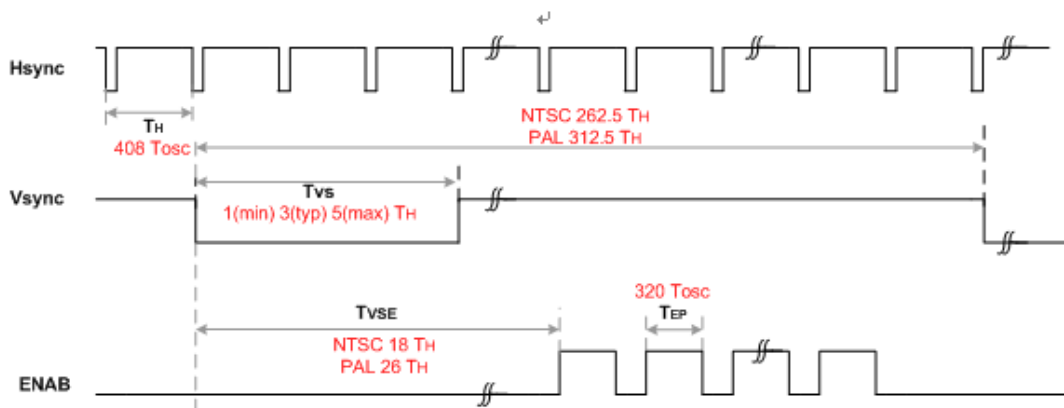 ↵
Hsync
TH
408 Tosc
NTSC 262.5 TH
PAL 312.5 TH
Vsync
Tvs
1(min) 3(typ) 5(max) TH
320 Tosc
TEP
TVSE
NTSC 18 TH
PAL 26 TH
ENAB